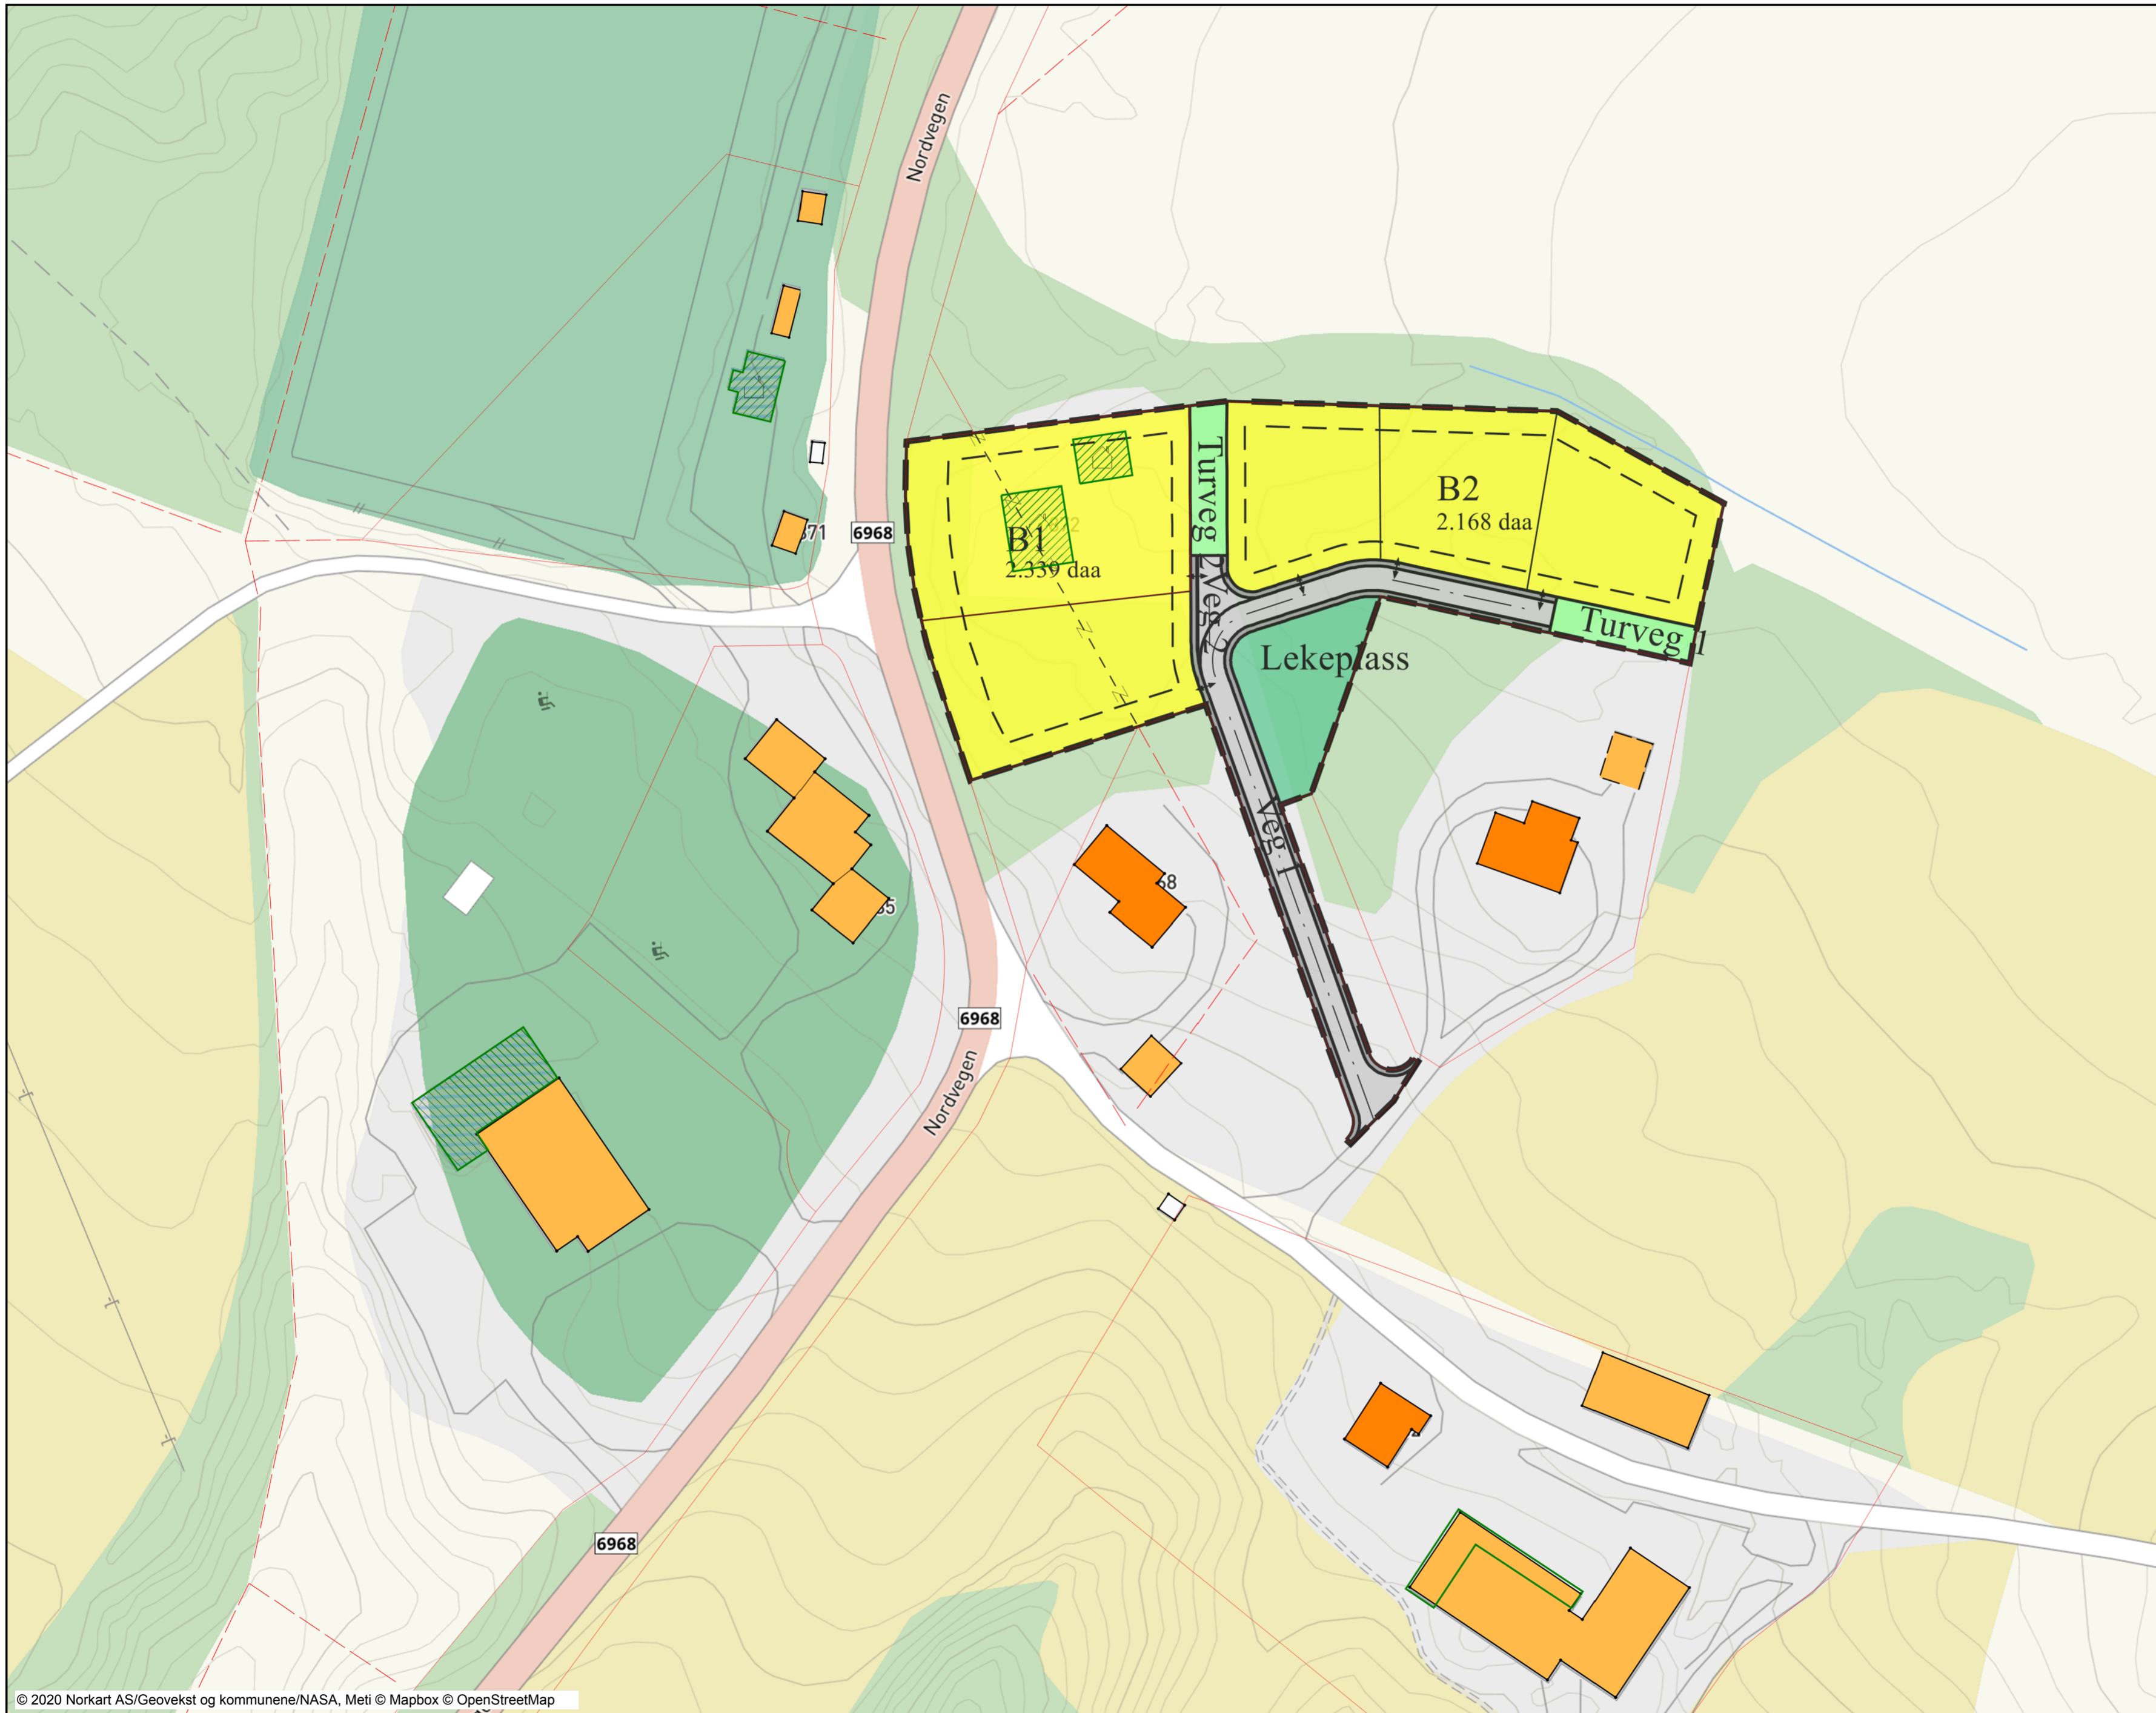 Nordvegen
Turveg 2
B2
2.168 daa
6968
B1
2.339 daa
Veg 2
Turveg 1
Lekeplass
Veg 1
6968
Nordvegen
6968
© 2020 Norkart AS/Geovekst og kommunene/NASA, Meti © Mapbox © OpenStreetMap